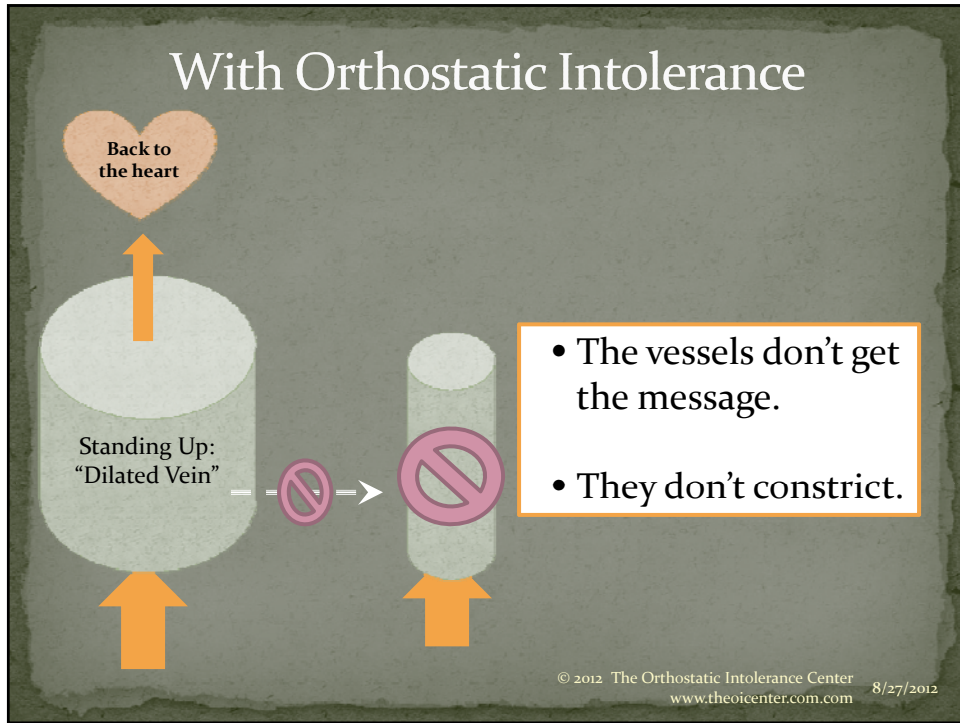 With Orthostatic Intolerance
Back to
the heart
Standing Up:
“Dilated Vein”
• The vessels don’t get
the message.
• They don’t constrict.
© 2012 The Orthostatic Intolerance Center
www.theoicenter.com.com
8/27/2012